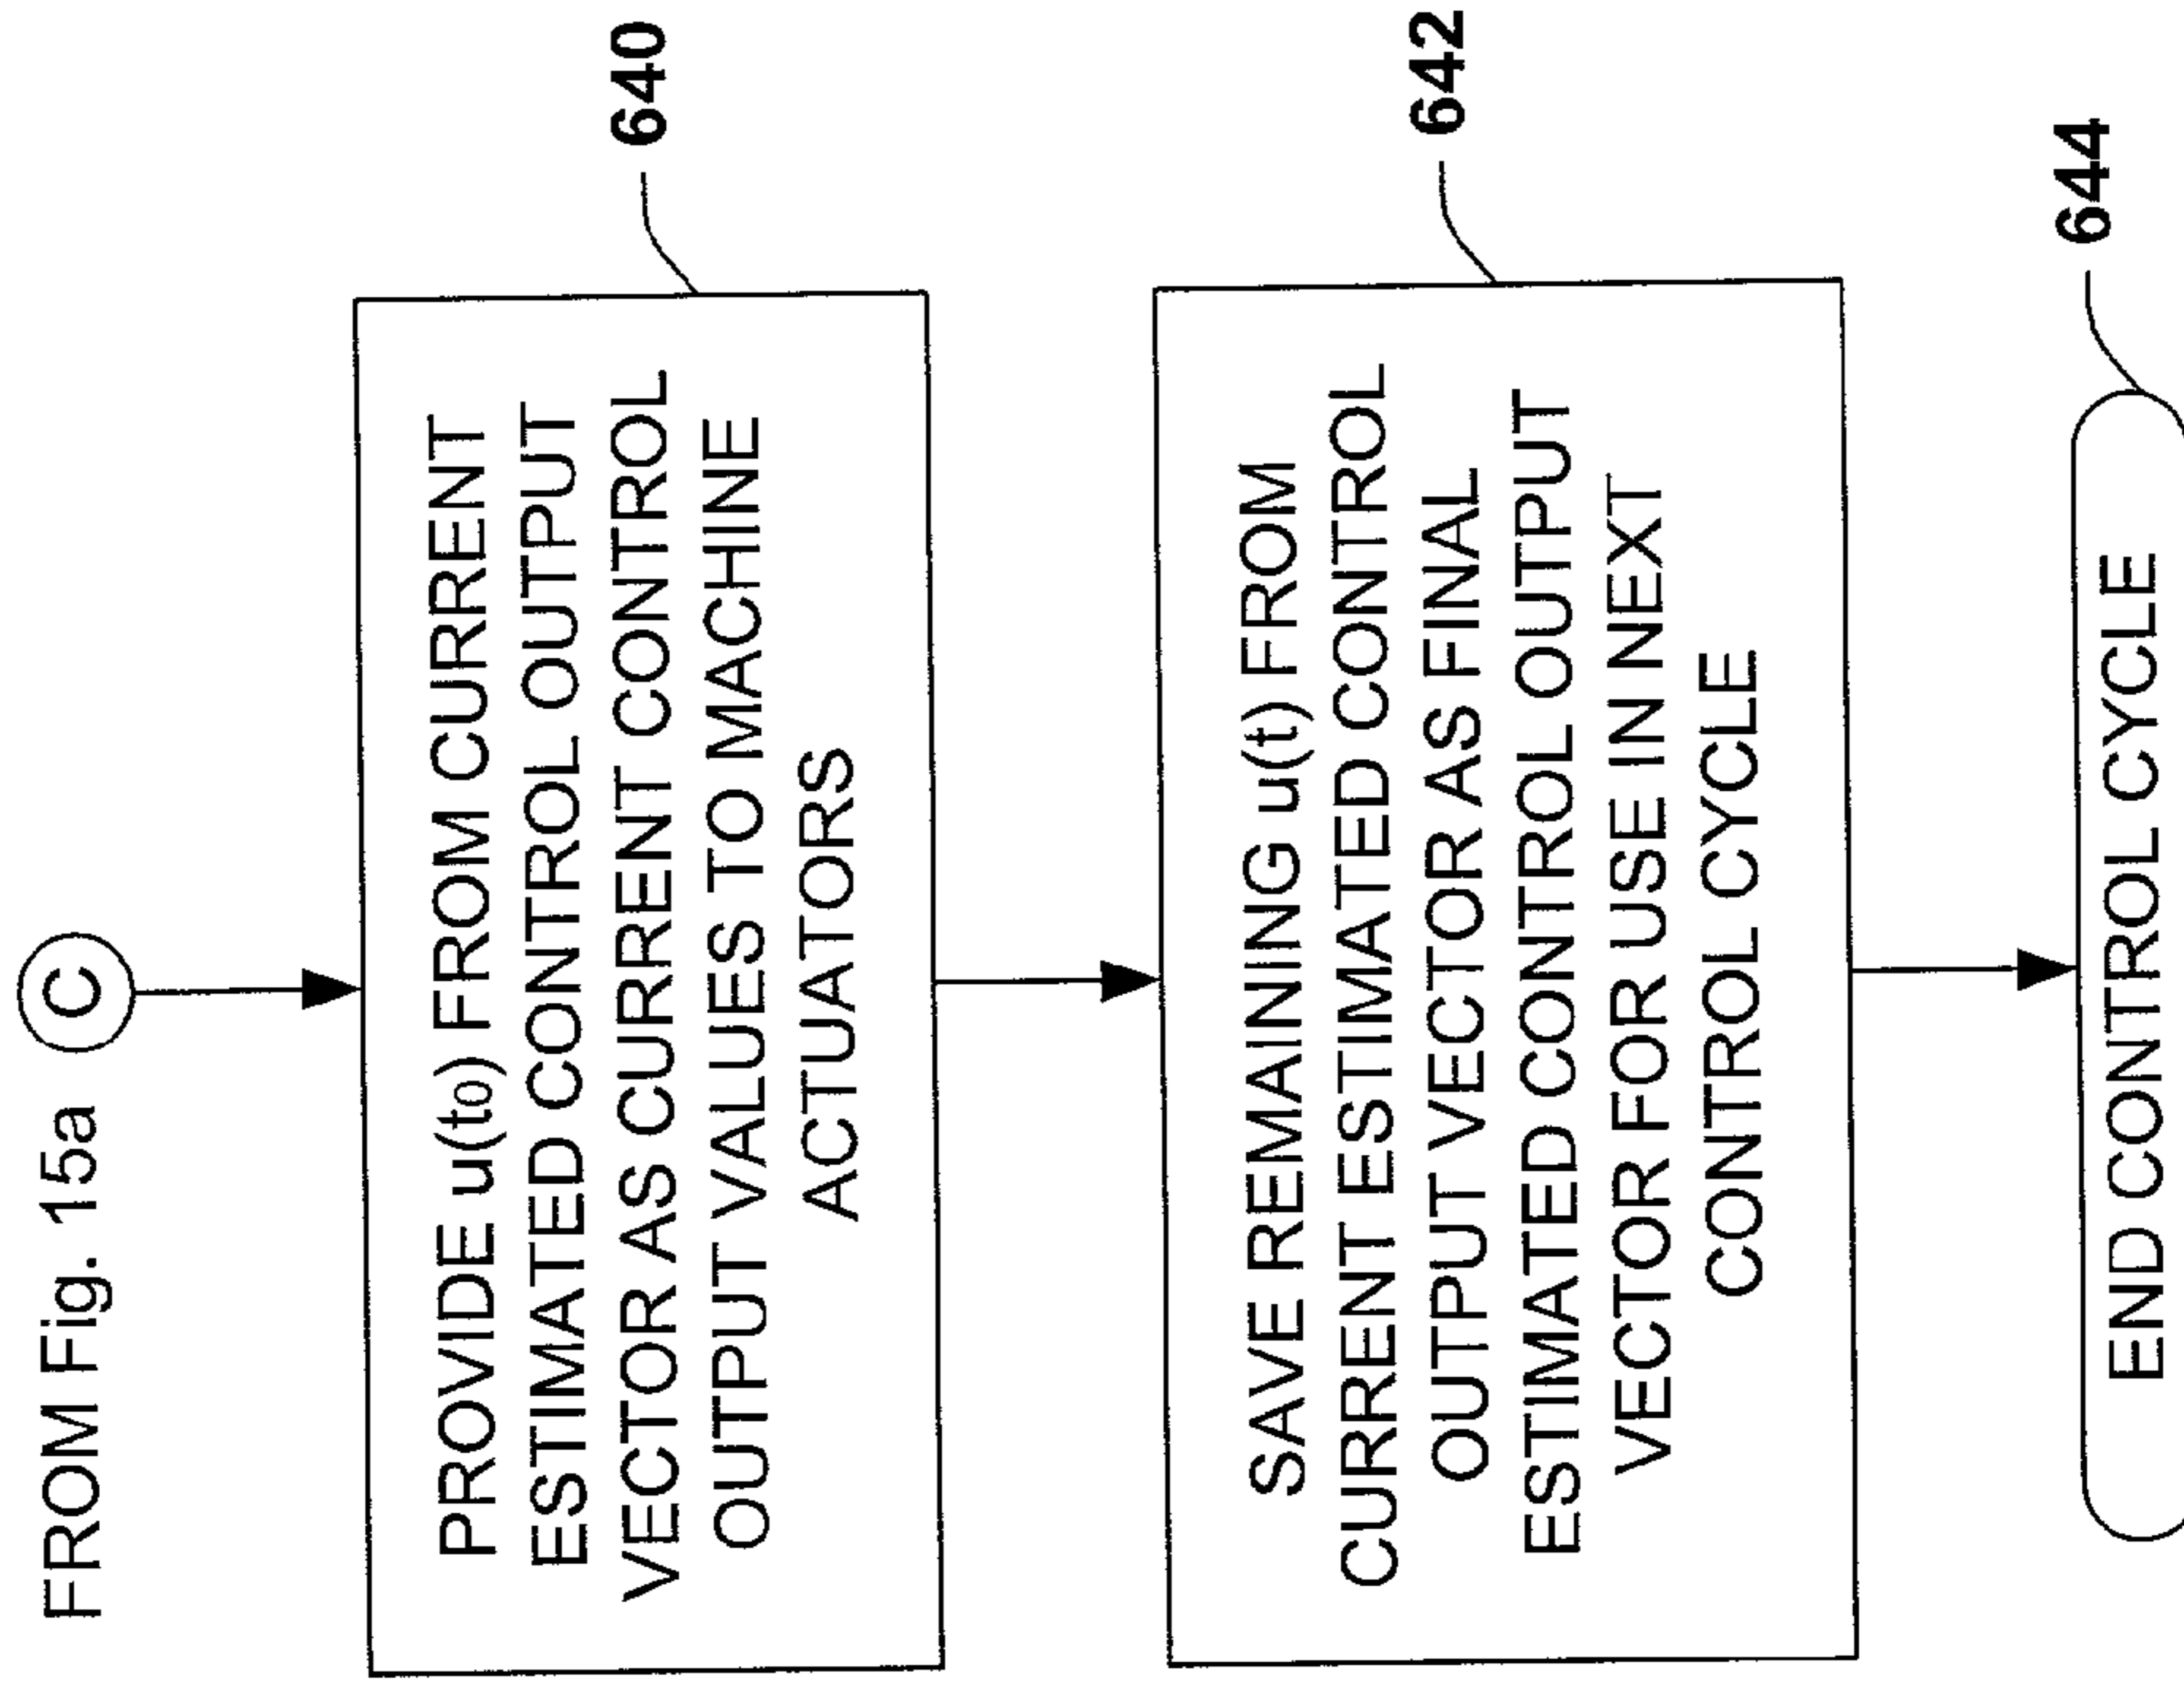 FROM Fig. 15a
C
PROVIDE u(t₀) FROM CURRENT
ESTIMATED CONTROL OUTPUT
VECTOR AS CURRENT CONTROL
OUTPUT VALUES TO MACHINE
ACTUATORS
640
SAVE REMAINING u(t) FROM
CURRENT ESTIMATED CONTROL
OUTPUT VECTOR AS FINAL
ESTIMATED CONTROL OUTPUT
VECTOR FOR USE IN NEXT
CONTROL CYCLE
642
END CONTROL CYCLE
644